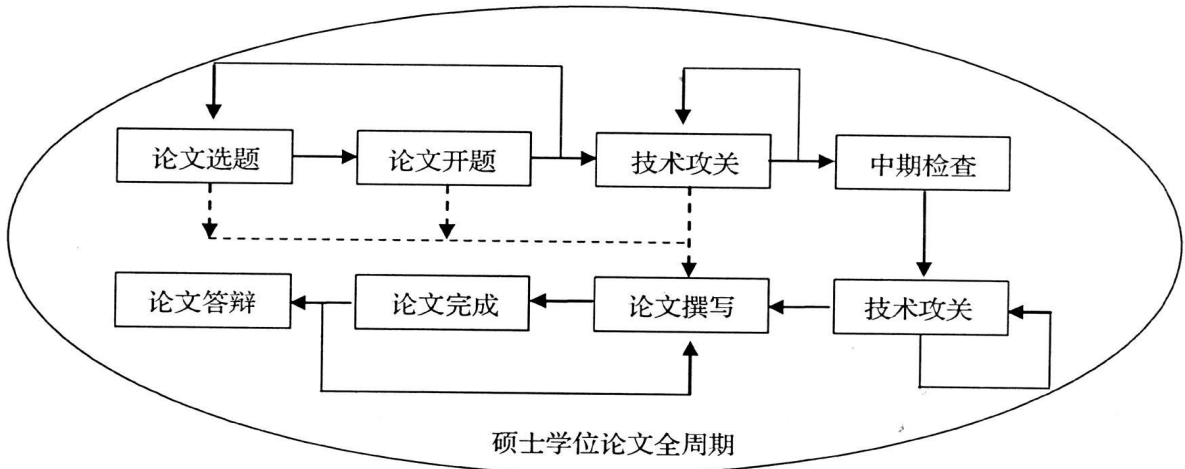 论文选题
论文开题
技术攻关
中期检查
论文答辩
论文完成
论文撰写
技术攻关
硕士学位论文全周期